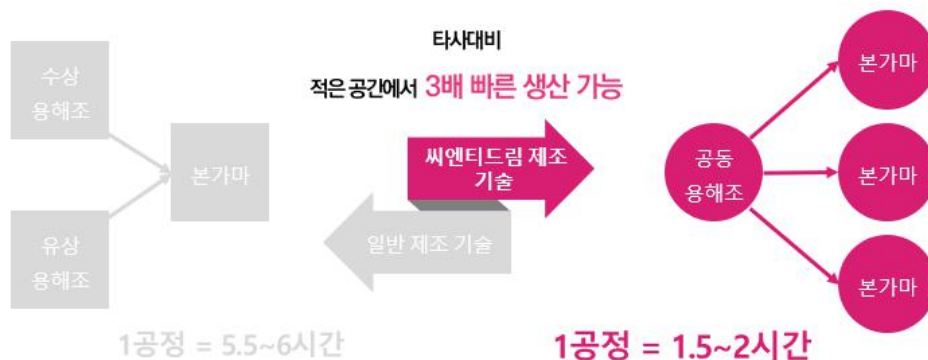 타사대비
적은 공간에서 3배 빠른 생산 가능
수상
용해조
본가마
유상
용해조
씨엔티드림 제조
기술
일반 제조 기술
공동
용해조
본가마
본가마
본가마
1공정 = 5.5~6시간
1공정 = 1.5~2시간